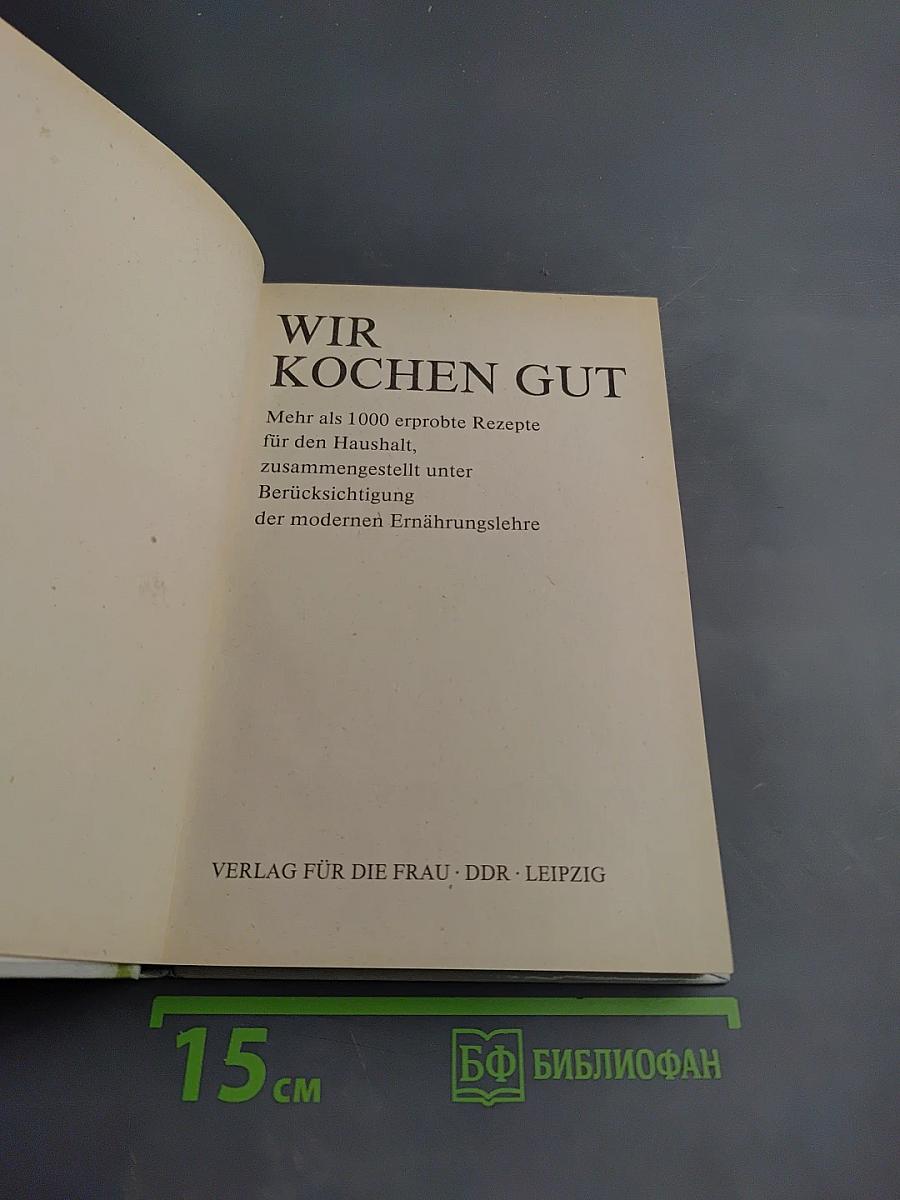 WIR
KOCHEN GUT
Mehr als 1000 erprobte Rezepte
für den Haushalt,
zusammengestellt unter
Berücksichtigung
der modernen Ernährungslehre
VERLAG FÜR DIE FRAU · DDR · LEIPZIG
15 см
БФ БИБЛИОФАН